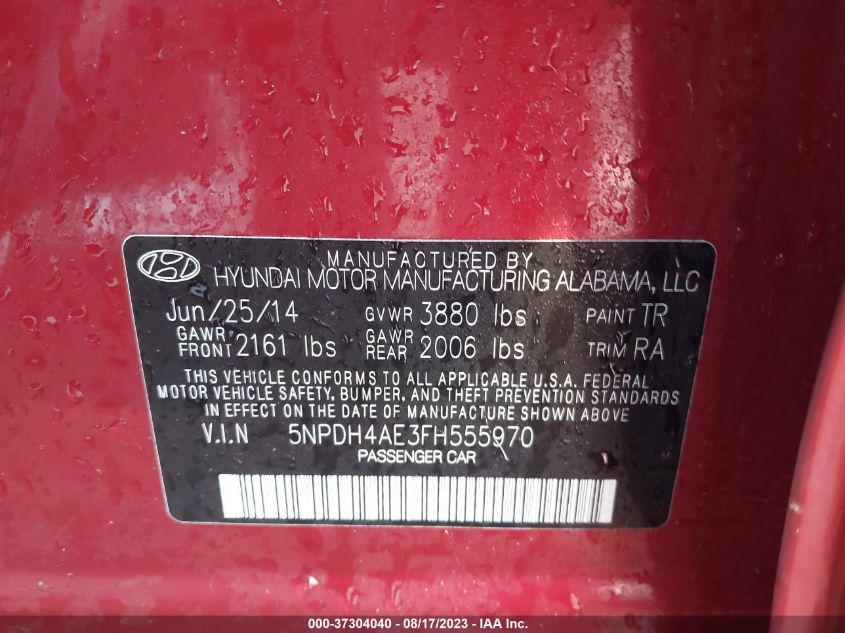 MANUFACTURED BY
HYUNDAI MOTOR MANUFACTURING ALABAMA, LLC
Jun/25/14 GVWR 3880 lbs PAINT TR
GAWR FRONT 2161 lbs GAWR REAR 2006 lbs TRIM RA
THIS VEHICLE CONFORMS TO ALL APPLICABLE U.S.A. FEDERAL
MOTOR VEHICLE SAFETY, BUMPER, AND THEFT PREVENTION STANDARDS
IN EFFECT ON THE DATE OF MANUFACTURE SHOWN ABOVE
V.I.N 5NPDH4AE3FH555970
PASSENGER CAR
000-37304040 - 08/17/2023 - © IAA, Inc.